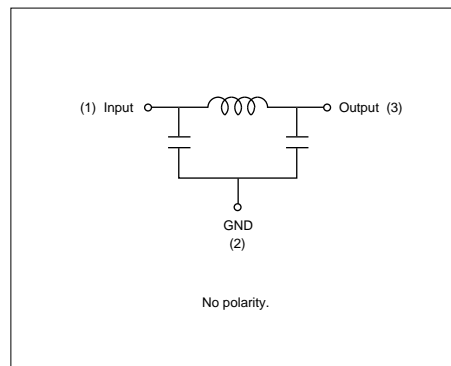 (1) Input Output (3)
GND
(2)
No polarity.